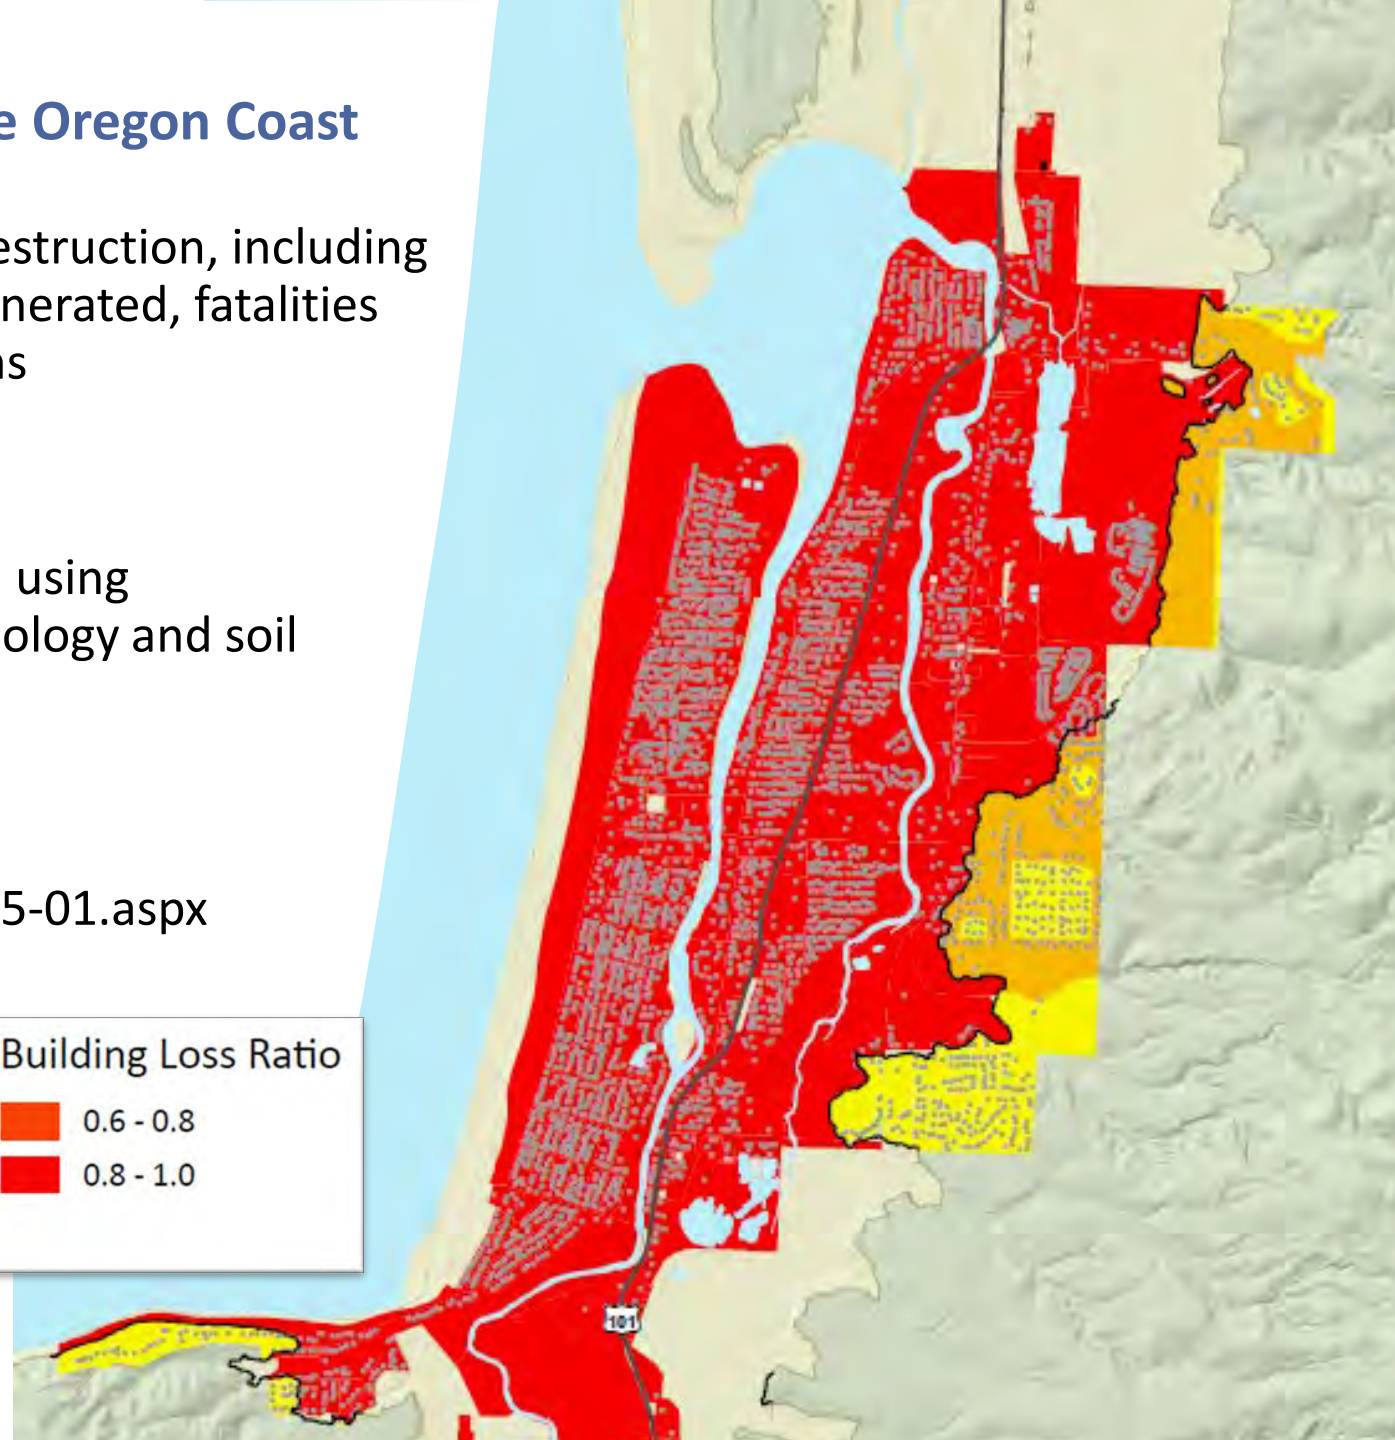 e Oregon Coast
estruction, including
nerated, fatalities
ns
using
ology and soil
5-01.aspx
Building Loss Ratio
0.6 - 0.8
0.8 - 1.0
101